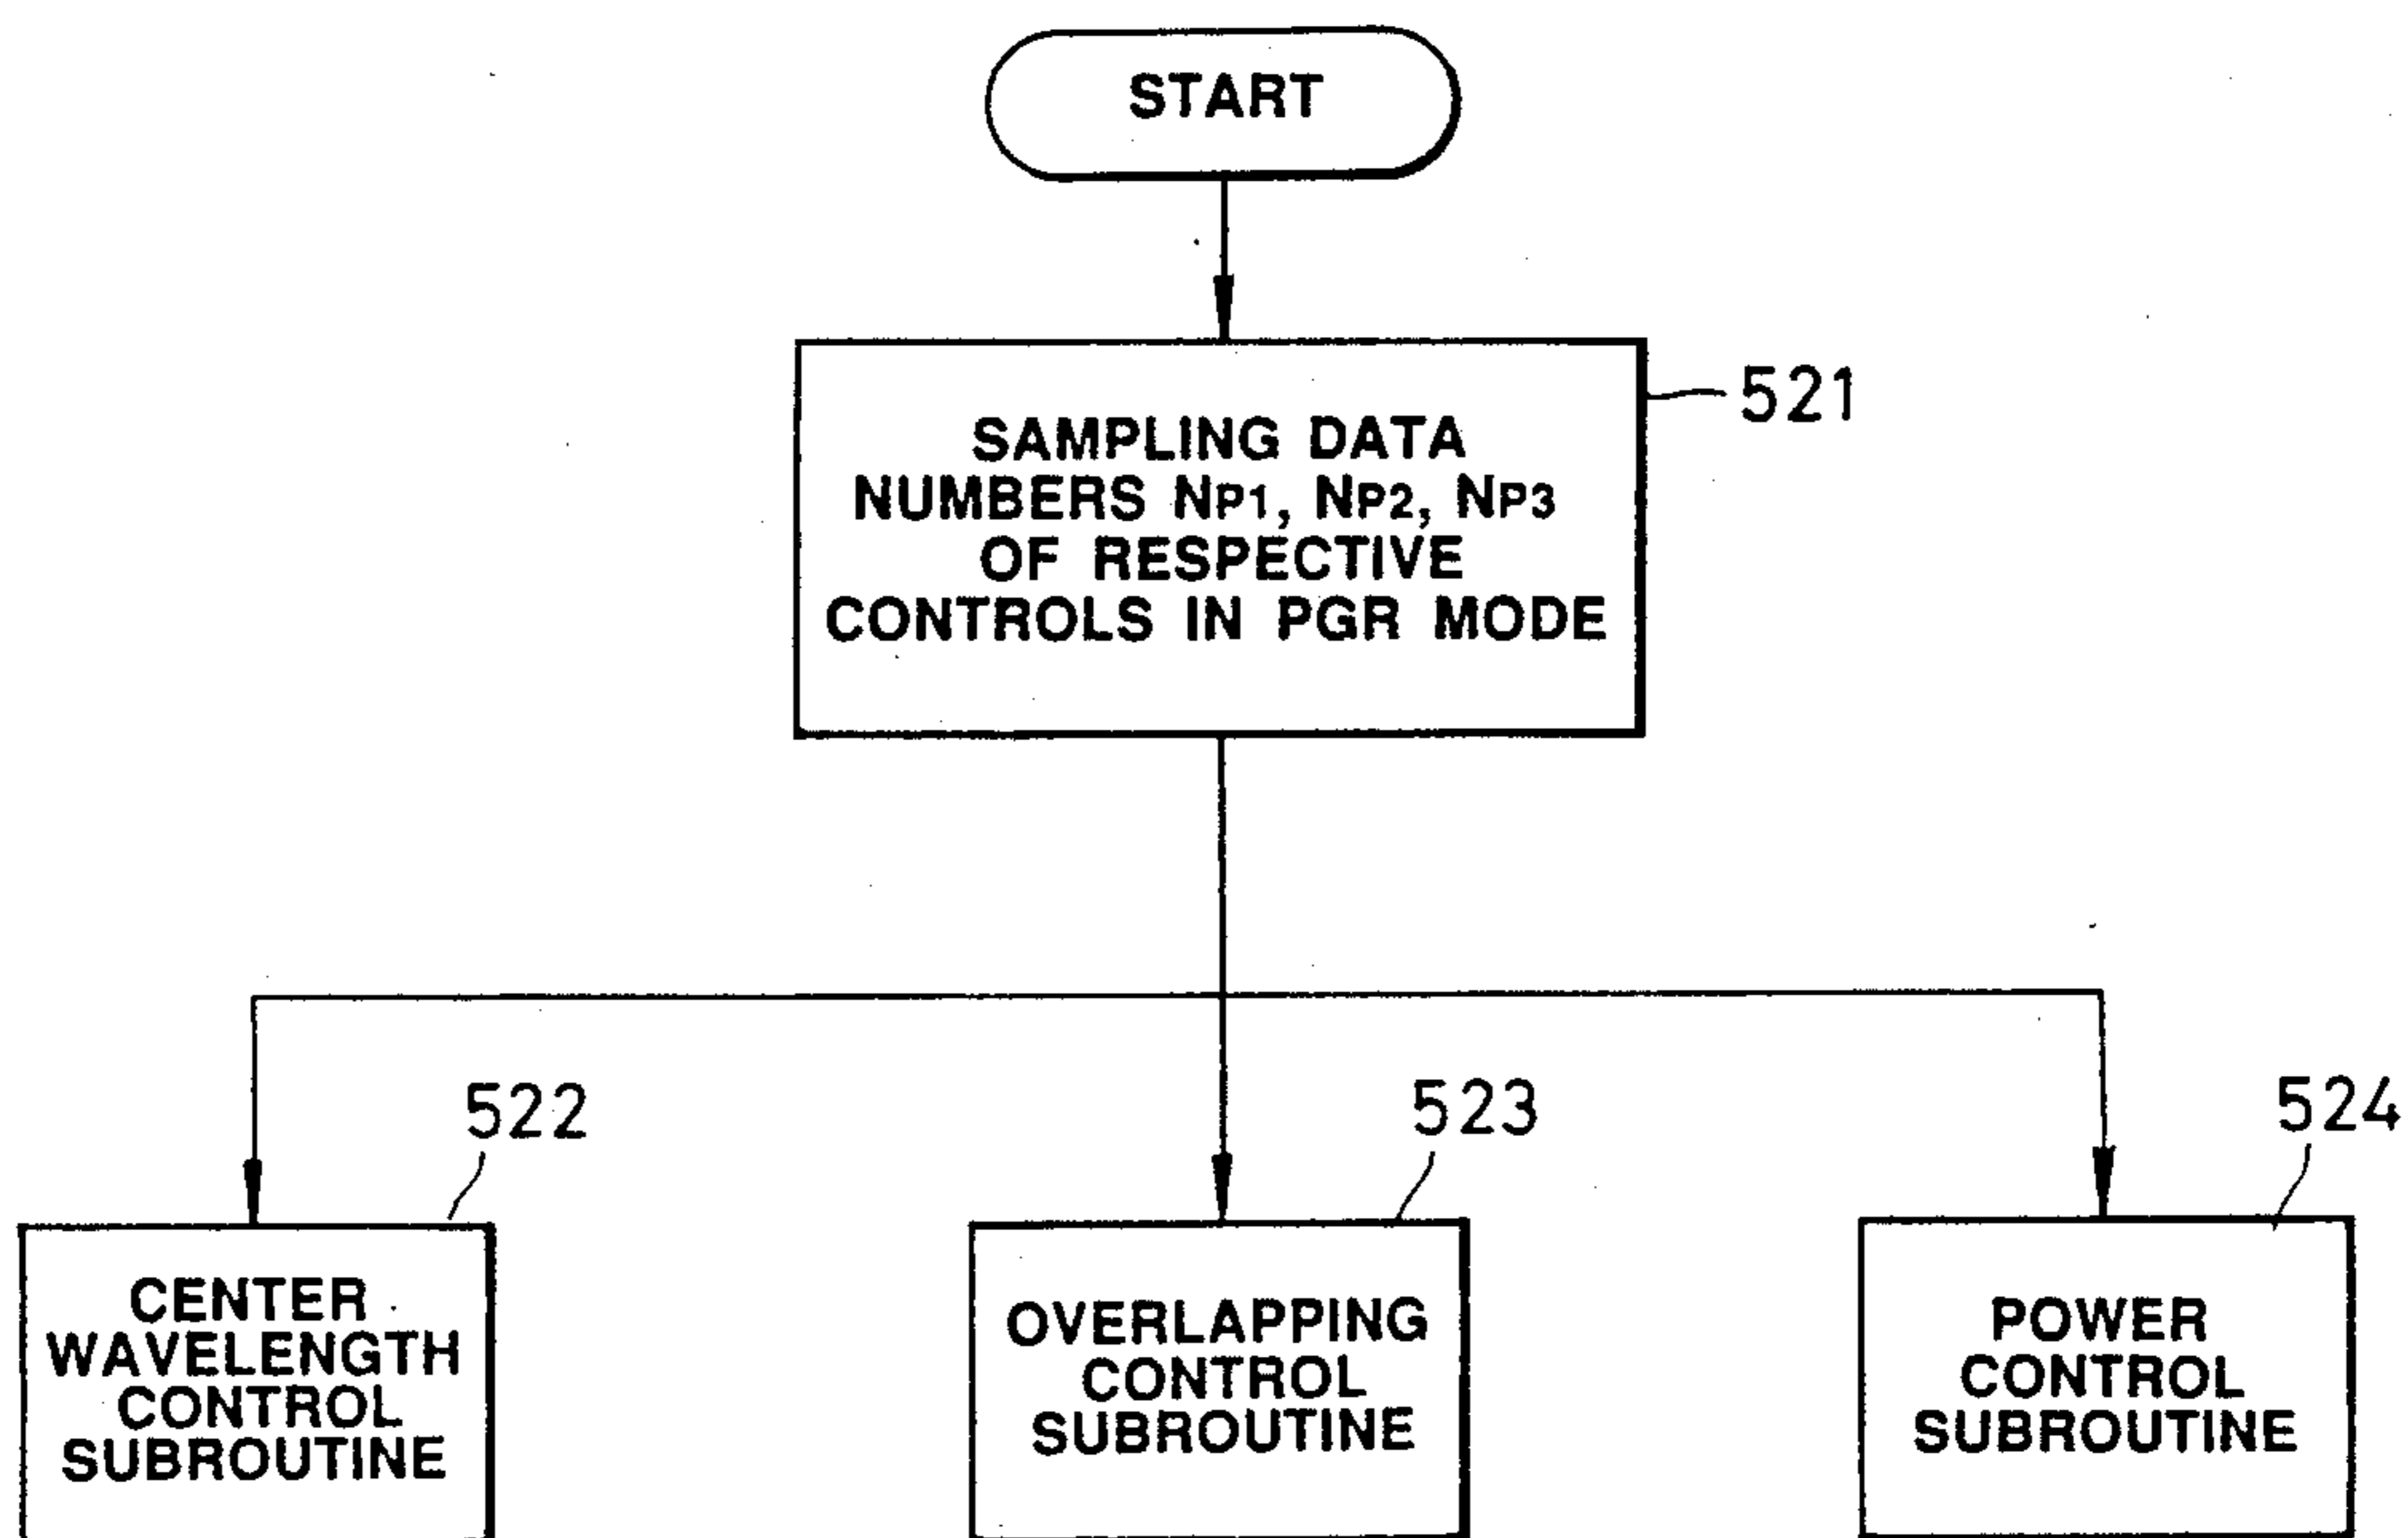 START
521
SAMPLING DATA
NUMBERS NP1, NP2, NP3
OF RESPECTIVE
CONTROLS IN PGR MODE
522
523
524
CENTER
WAVELENGTH
CONTROL
SUBROUTINE
OVERLAPPING
CONTROL
SUBROUTINE
POWER
CONTROL
SUBROUTINE